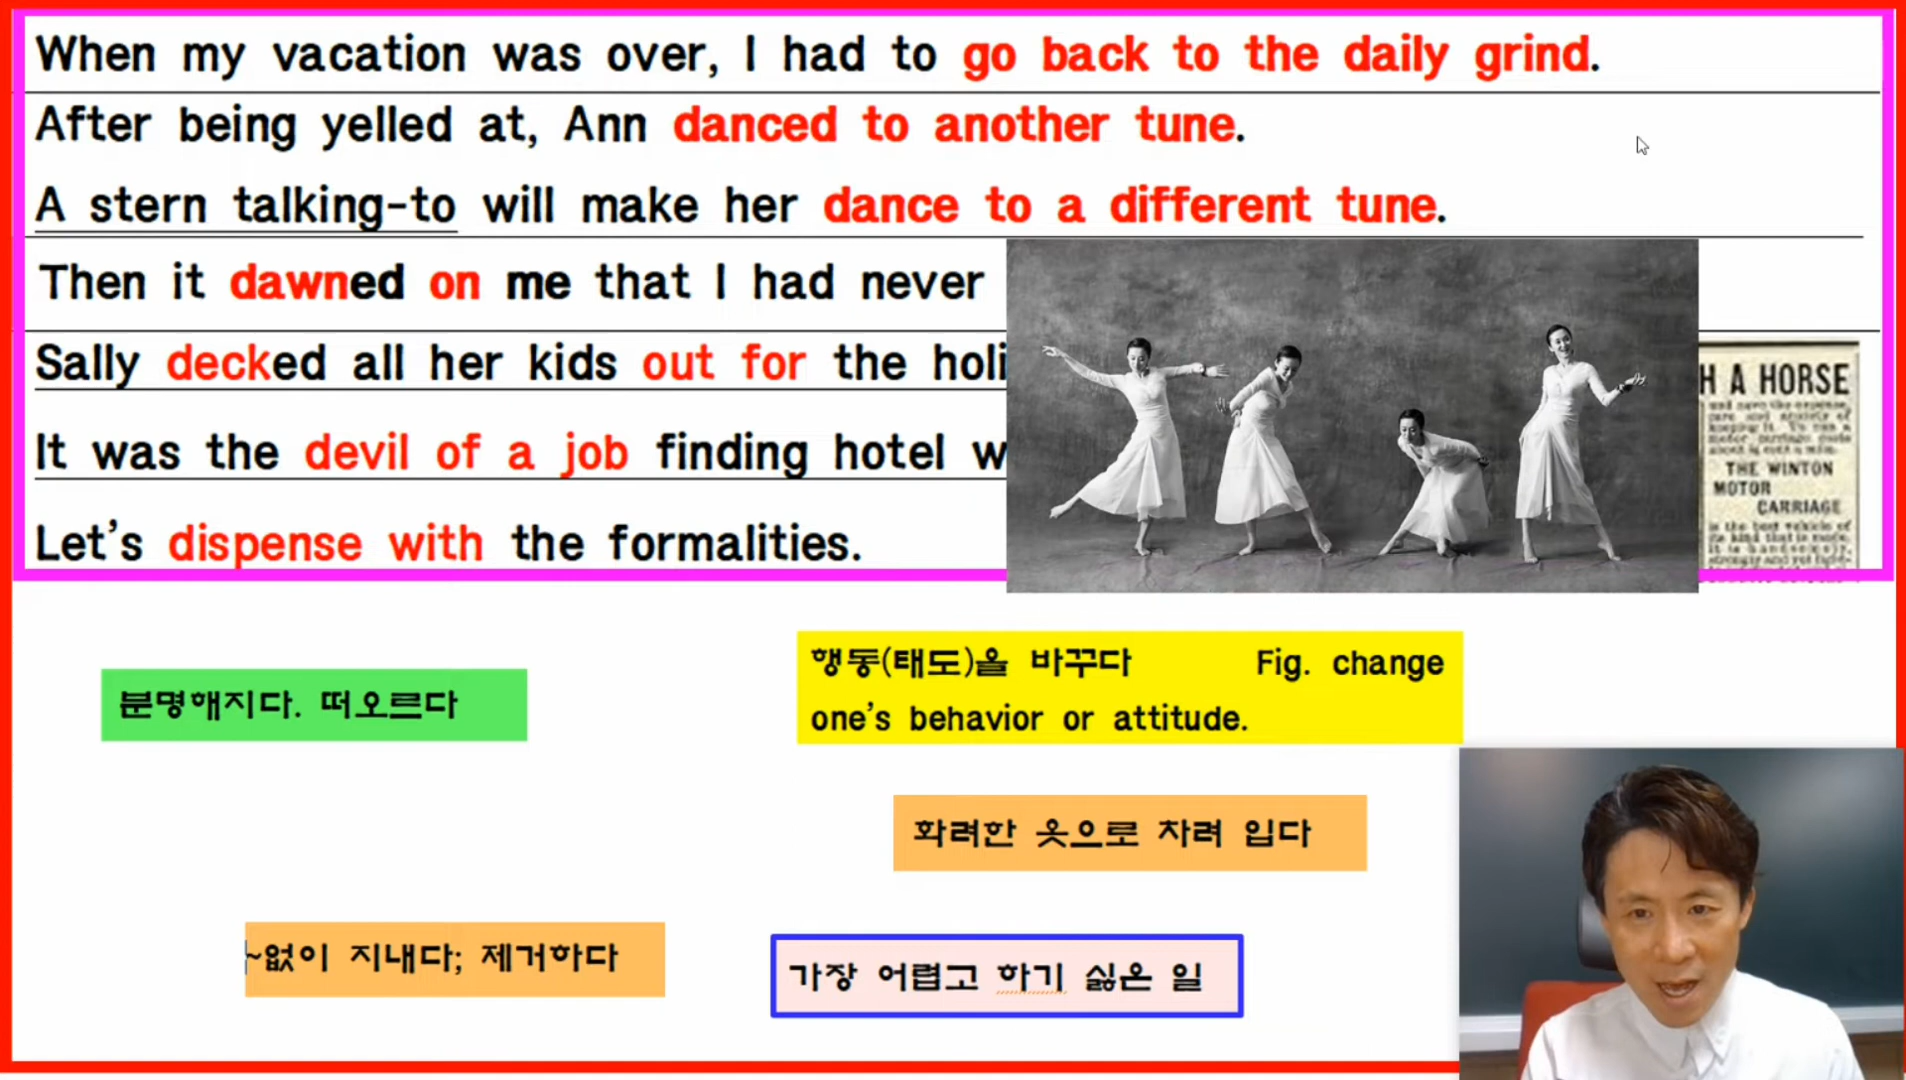 When my vacation was over, I had to go back to the daily grind.
After being yelled at, Ann danced to another tune.
A stern talking-to will make her dance to a different tune.
Then it dawned on me that I had never
Sally decked all her kids out for the
It was the devil of a job finding hotel
Let's dispense with the formalities.
H A HORSE
THE WINTON
MOTOR
CARRIAGE
분명해지다. 떠오르다
행동(태도)을 바꾸다 Fig. change
one's behavior or attitude.
화려한 옷으로 차려 입다
~없이 지내다; 제거하다
가장 어렵고 하기 싫은 일